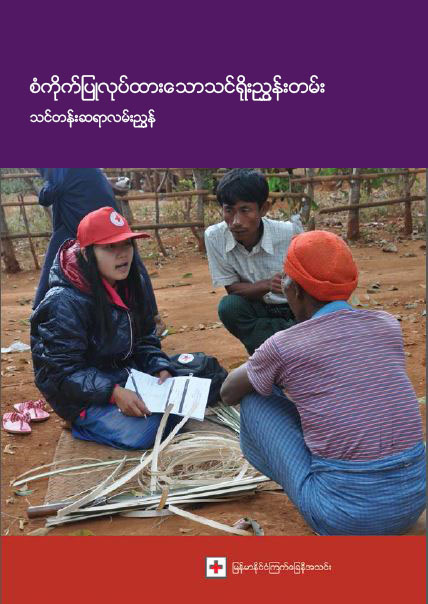 စံကိုက်ပြုလုပ်ထားသောသင်ရိုးညွှန်းတမ်း
သင်တန်းဆရာလမ်းညွှန်
မြန်မာနိုင်ငံကြက်ခြေနီအသင်း